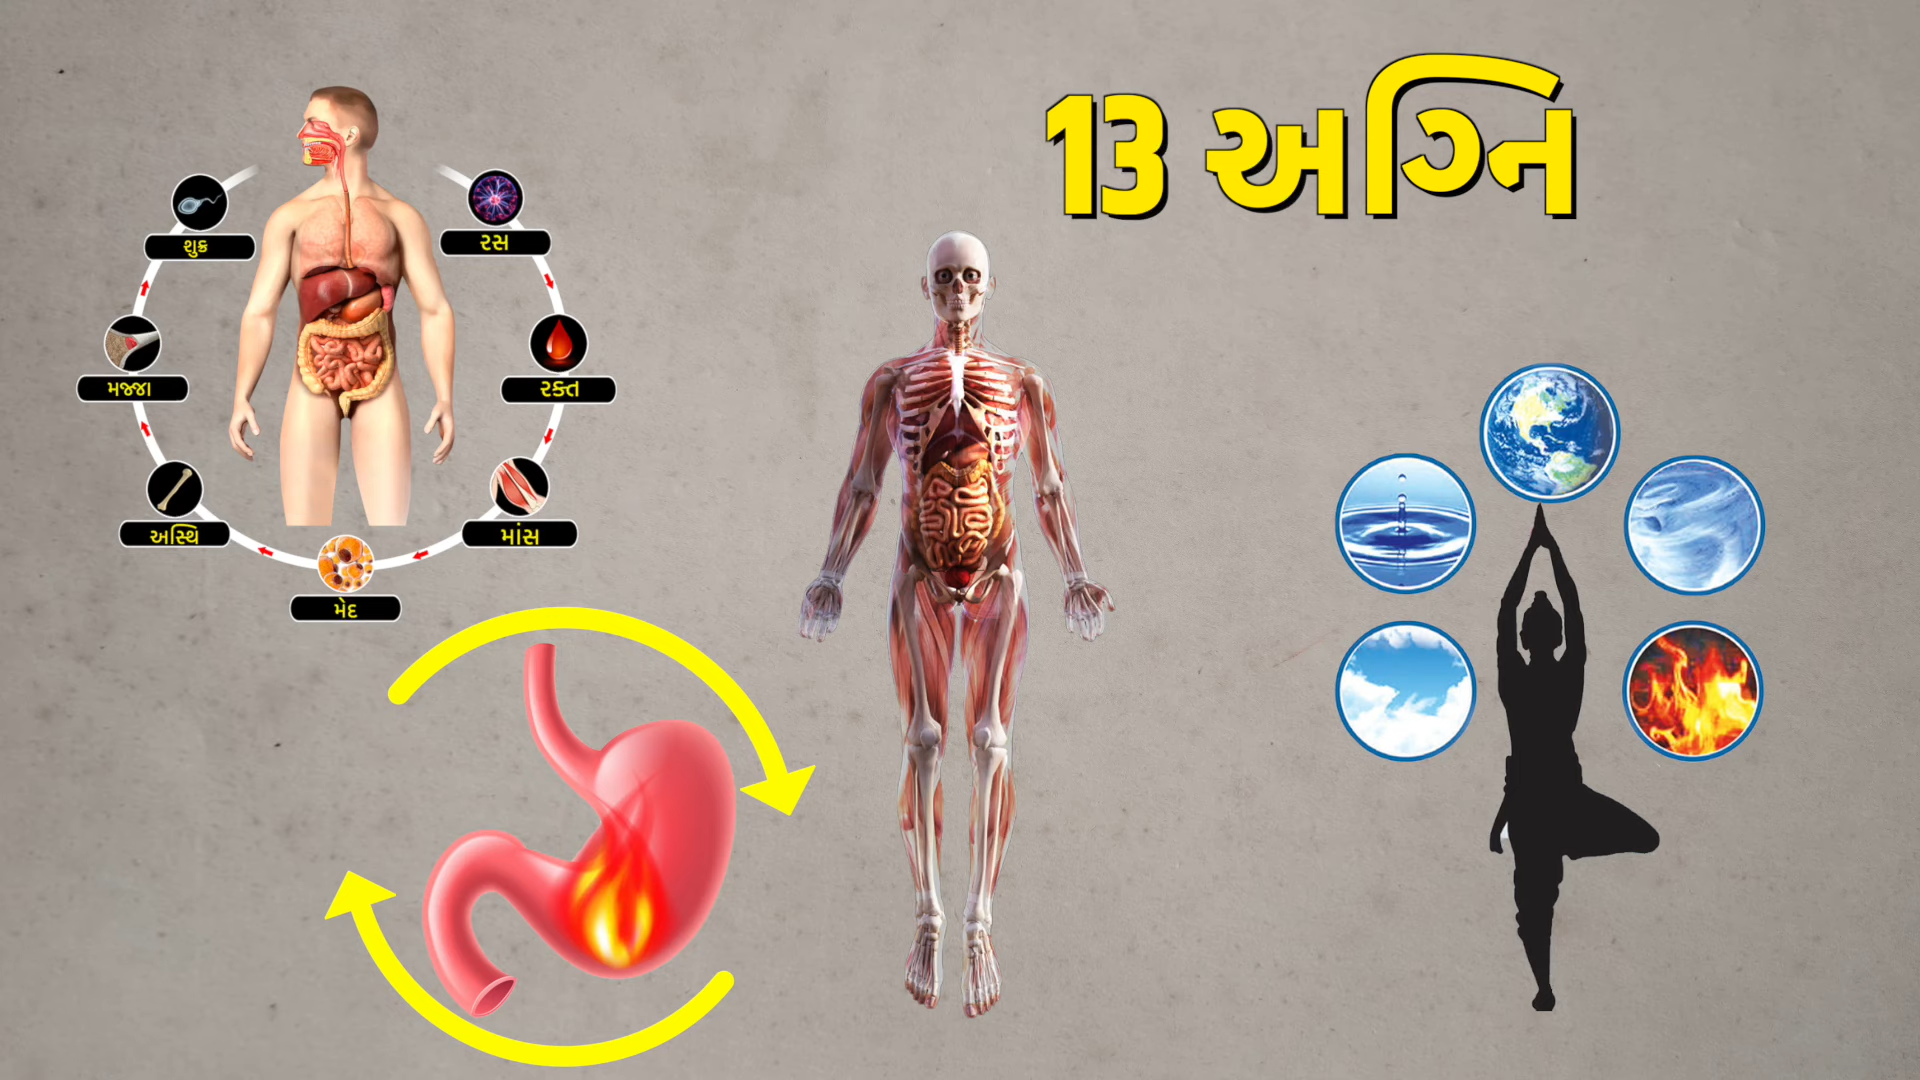 13 અગ્નિ
શુક્ર
રસ
મજ્જા
રક્ત
અસ્થિ
માંસ
મેદ